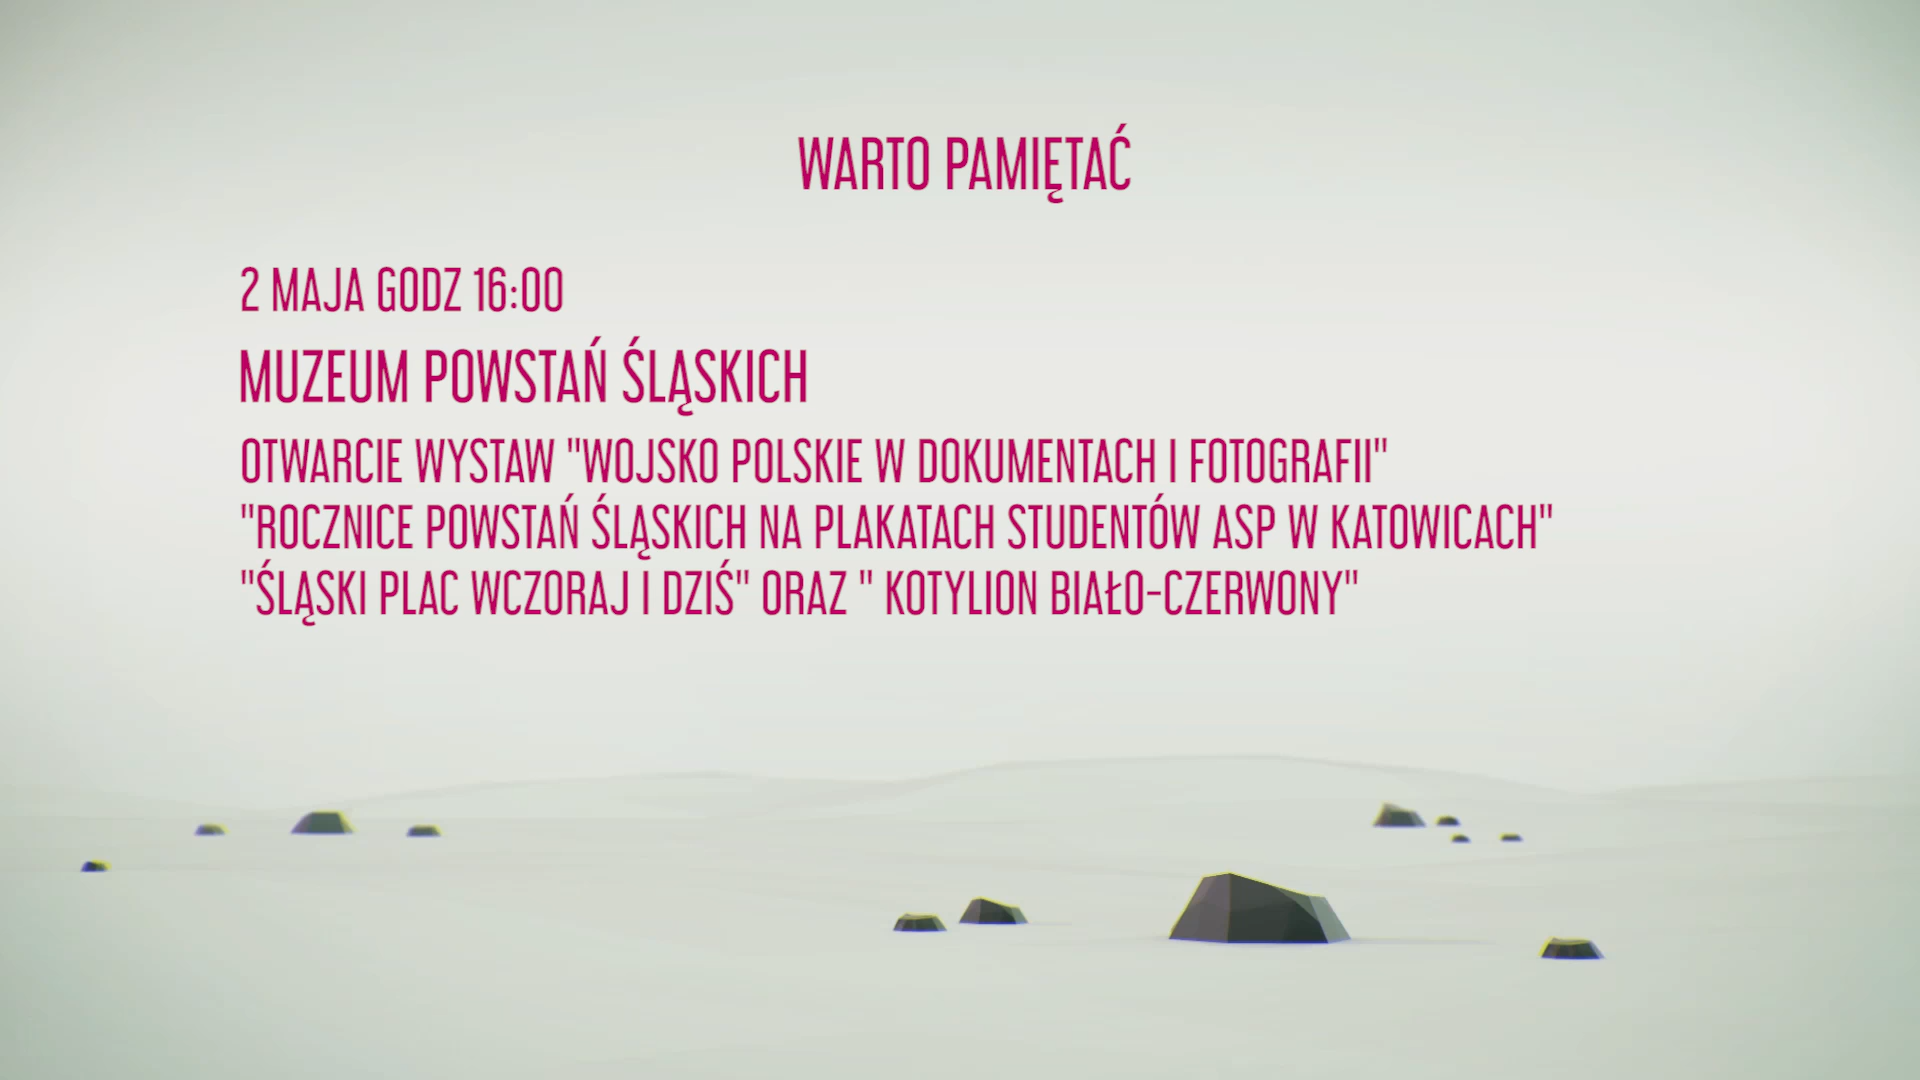 WARTO PAMIĘTAĆ
2 MAJA GODZ 16:00
MUZEUM POWSTAŃ ŚLĄSKICH
OTWARCIE WYSTAW "WOJSKO POLSKIE W DOKUMENTACH I FOTOGRAFII"
"ROCZNICE POWSTAŃ ŚLĄSKICH NA PLAKATACH STUDENTÓW ASP W KATOWICACH"
"ŚLĄSKI PLAC WCZORAJ I DZIŚ" ORAZ " KOTYLION BIAŁO-CZERWONY"